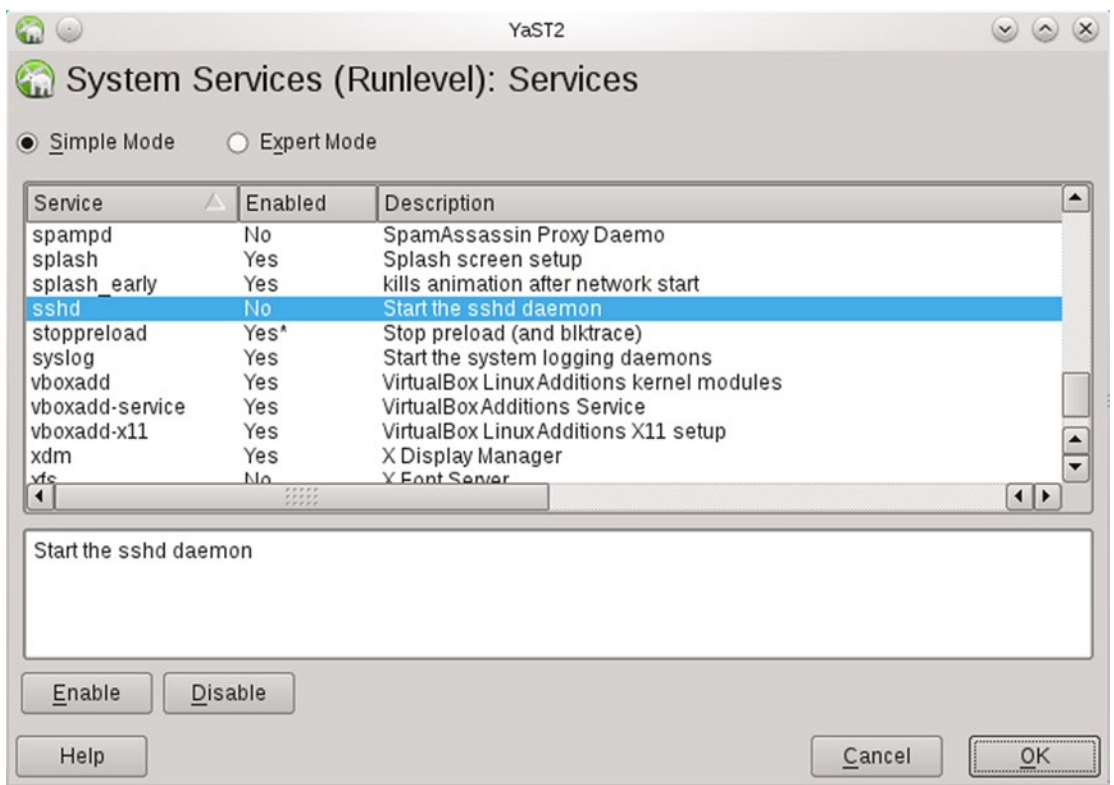 YaST2
System Services (Runlevel): Services
Simple Mode Expert Mode
Service Enabled Description
spampd No SpamAssassin Proxy Daemo
splash Yes Splash screen setup
splash_early Yes kills animation after network start
sshd No Start the sshd daemon
stoppreload Yes* Stop preload (and blktrace)
syslog Yes Start the system logging daemons
vboxadd Yes VirtualBox Linux Additions kernel modules
vboxadd-service Yes VirtualBox Additions Service
vboxadd-x11 Yes VirtualBox Linux Additions X11 setup
xdm Yes X Display Manager
xfs No X Font Server
Start the sshd daemon
Enable Disable
Help Cancel OK